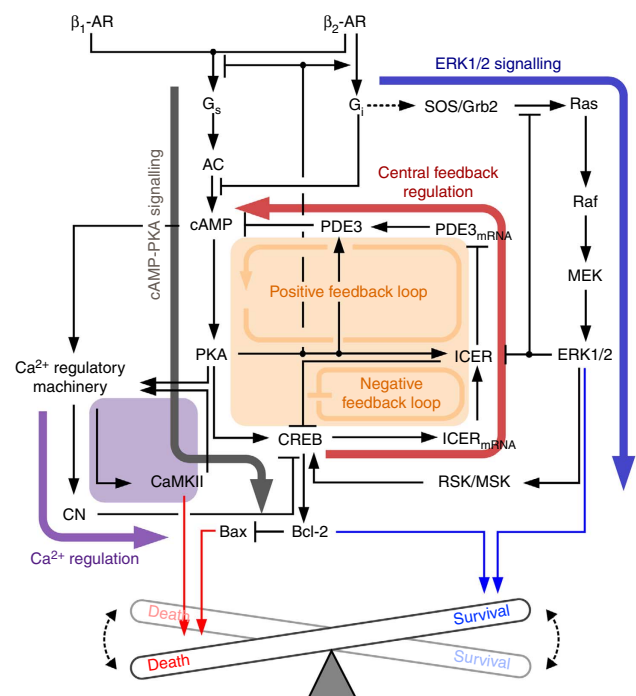 β₁-AR
β₂-AR
ERK1/2 signalling
Gₛ
Gᵢ
SOS/Grb2
Ras
AC
Central feedback
regulation
Raf
cAMP-PKA signalling
cAMP
PDE3
PDE3mRNA
MEK
Positive feedback loop
PKA
ICER
ERK1/2
Ca²⁺ regulatory
machinery
Negative
feedback loop
CREB
ICERmRNA
CaMKII
RSK/MSK
CN
Bax
Bcl-2
Ca²⁺ regulation
Death
Survival
Death
Survival